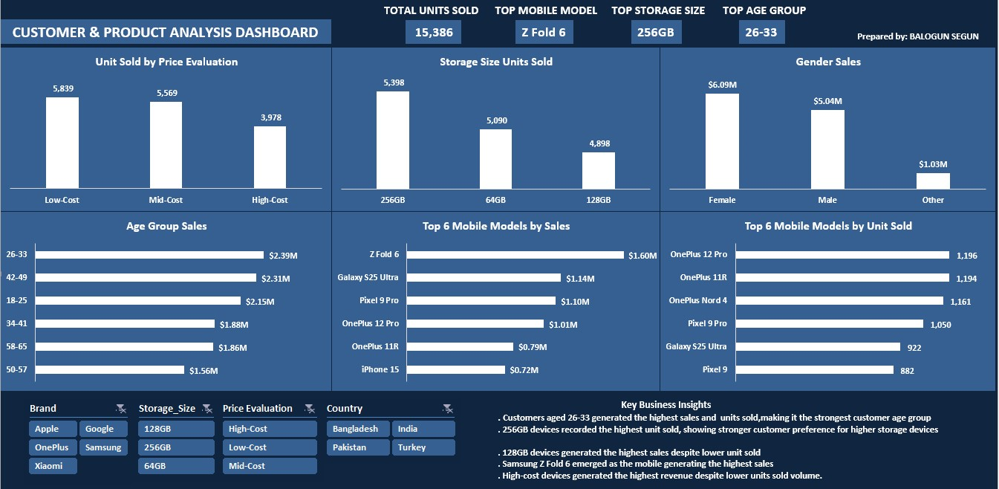 TOTAL UNITS SOLD TOP MOBILE MODEL TOP STORAGE SIZE TOP AGE GROUP
CUSTOMER & PRODUCT ANALYSIS DASHBOARD
15,386 Z Fold 6 256GB 26-33
Prepared by: BALOGUN SEGUN
Unit Sold by Price Evaluation
5,839
5,569
3,978
Low-Cost Mid-Cost High-Cost
Storage Size Units Sold
5,398
5,090
4,898
256GB 64GB 128GB
Gender Sales
$6.09M
$5.04M
$1.03M
Female Male Other
Age Group Sales
26-33 $2.39M
42-49 $2.31M
18-25 $2.15M
34-41 $1.88M
58-65 $1.86M
50-57 $1.56M
Top 6 Mobile Models by Sales
Z Fold 6 $1.60M
Galaxy S25 Ultra $1.14M
Pixel 9 Pro $1.10M
OnePlus 12 Pro $1.01M
OnePlus 11R $0.79M
iPhone 15 $0.72M
Top 6 Mobile Models by Unit Sold
OnePlus 12 Pro 1,196
OnePlus 11R 1,194
OnePlus Nord 4 1,161
Pixel 9 Pro 1,050
Galaxy S25 Ultra 922
Pixel 9 882
Brand
Apple Google
OnePlus Samsung
Xiaomi
Storage_Size
128GB
256GB
64GB
Price Evaluation
High-Cost
Low-Cost
Mid-Cost
Country
Bangladesh India
Pakistan Turkey
Key Business Insights
. Customers aged 26-33 generated the highest sales and units sold,making it the strongest customer age group
. 256GB devices recorded the highest unit sold, showing stronger customer preference for higher storage devices
. 128GB devices generated the highest sales despite lower unit sold
. Samsung Z Fold 6 emerged as the mobile generating the highest sales
. High-cost devices generated the highest revenue despite lower units sold volume.